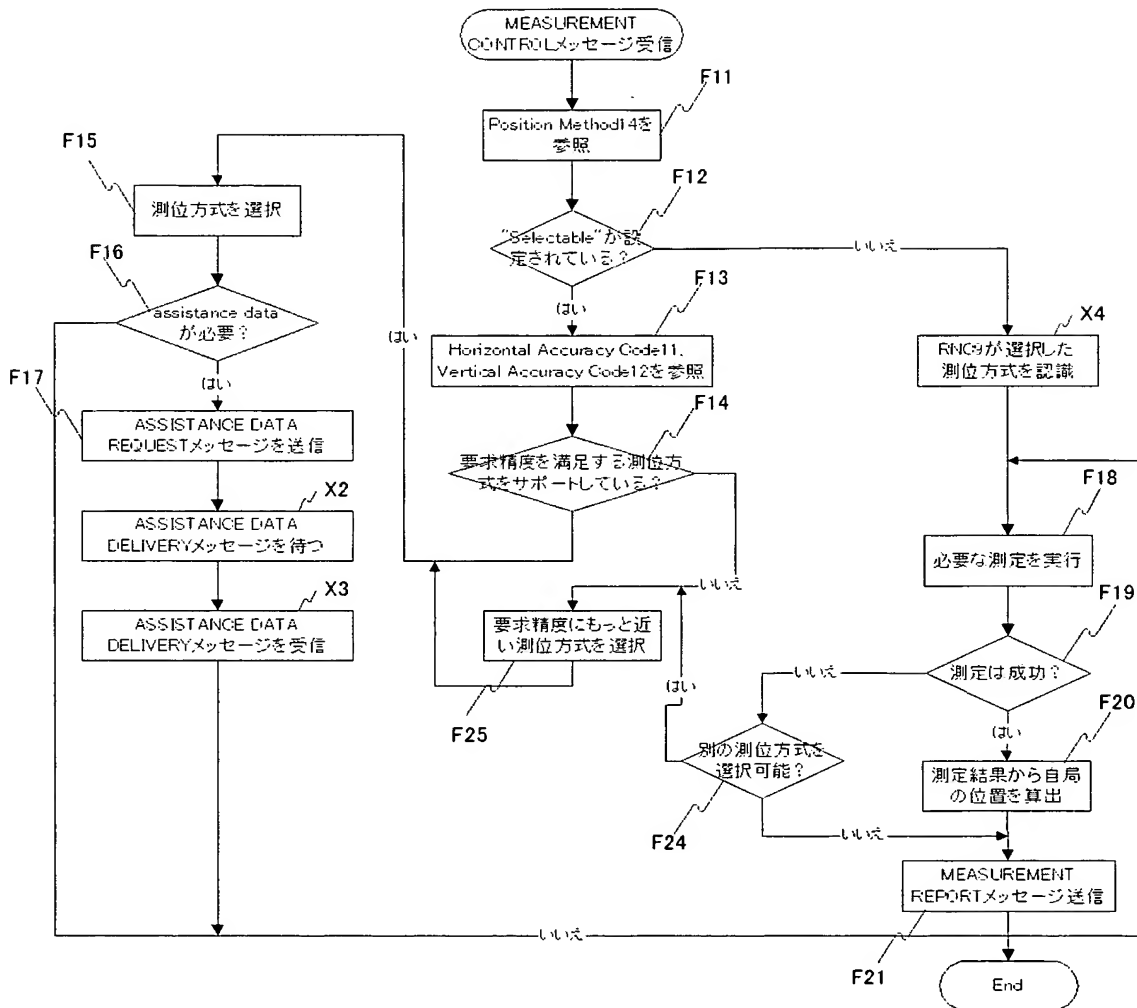 MEASUREMENT
CONTROLメッセージ受信
F11
Position Method14を
参照
F12
"Selectable"が設
定されている?
いいえ
はい
F13
Horizontal Accuracy Code11、
Vertical Accuracy Code12を参照
F14
要求精度を満足する測位方
式をサポートしている?
はい
いいえ
要求精度にもっと近
い測位方式を選択
F25
F15
測位方式を選択
F16
assistance data
が必要?
はい
F17
ASSISTANCE DATA
REQUESTメッセージを送信
X2
ASSISTANCE DATA
DELIVERYメッセージを待つ
X3
ASSISTANCE DATA
DELIVERYメッセージを受信
いいえ
X4
RNC9が選択した
測位方式を認識
F18
必要な測定を実行
F19
測定は成功?
いいえ
はい
F20
測定結果から自局
の位置を算出
別の測位方式を
選択可能?
はい
F24
いいえ
MEASUREMENT
REPORTメッセージ送信
F21
End